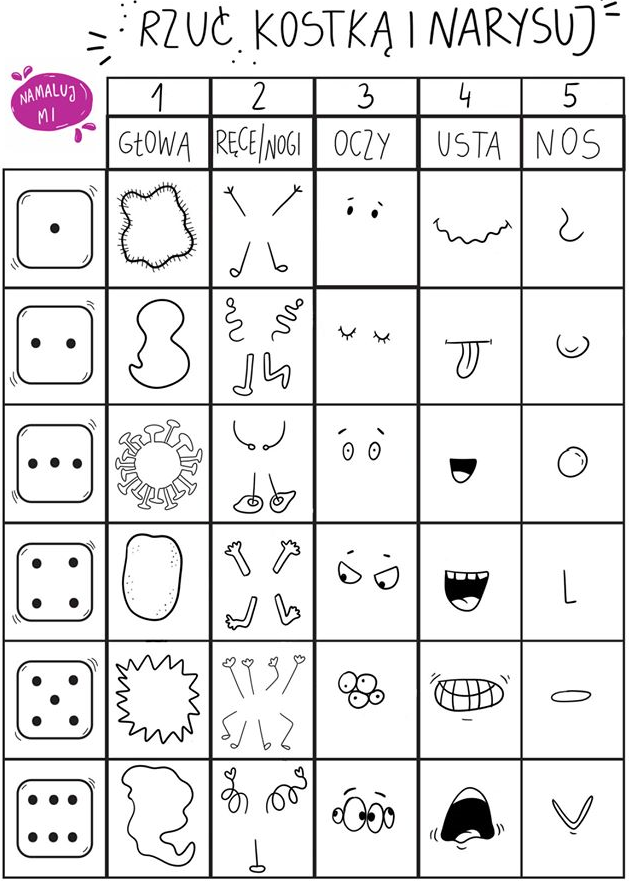 RZUĆ KOSTKĄ I NARYSUJ
NAMALUJ
MI
1 2 3 4 5
GŁOWA RĘCE/NOGI OCZY USTA NOS